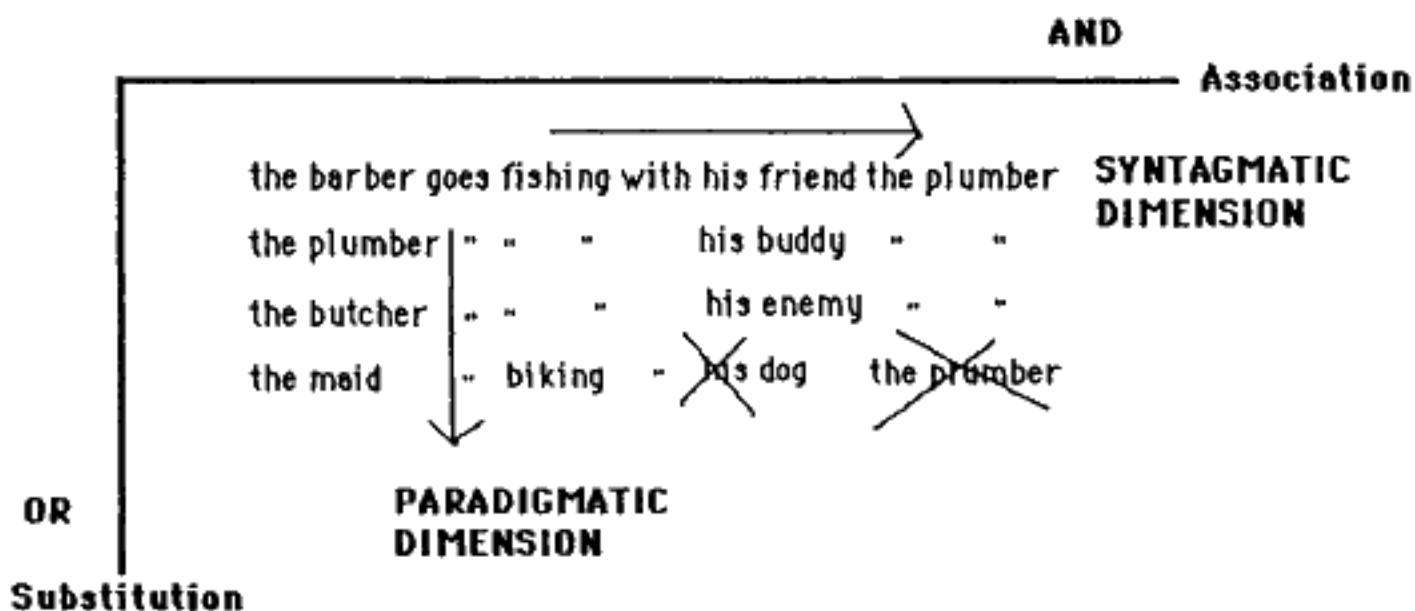 AND
Association
the barber goes fishing with his friend the plumber
SYNTAGMATIC
DIMENSION
the plumber " " " his buddy " "
the butcher " " " his enemy " "
the maid " biking " his dog the plumber
OR
PARADIGMATIC
DIMENSION
Substitution